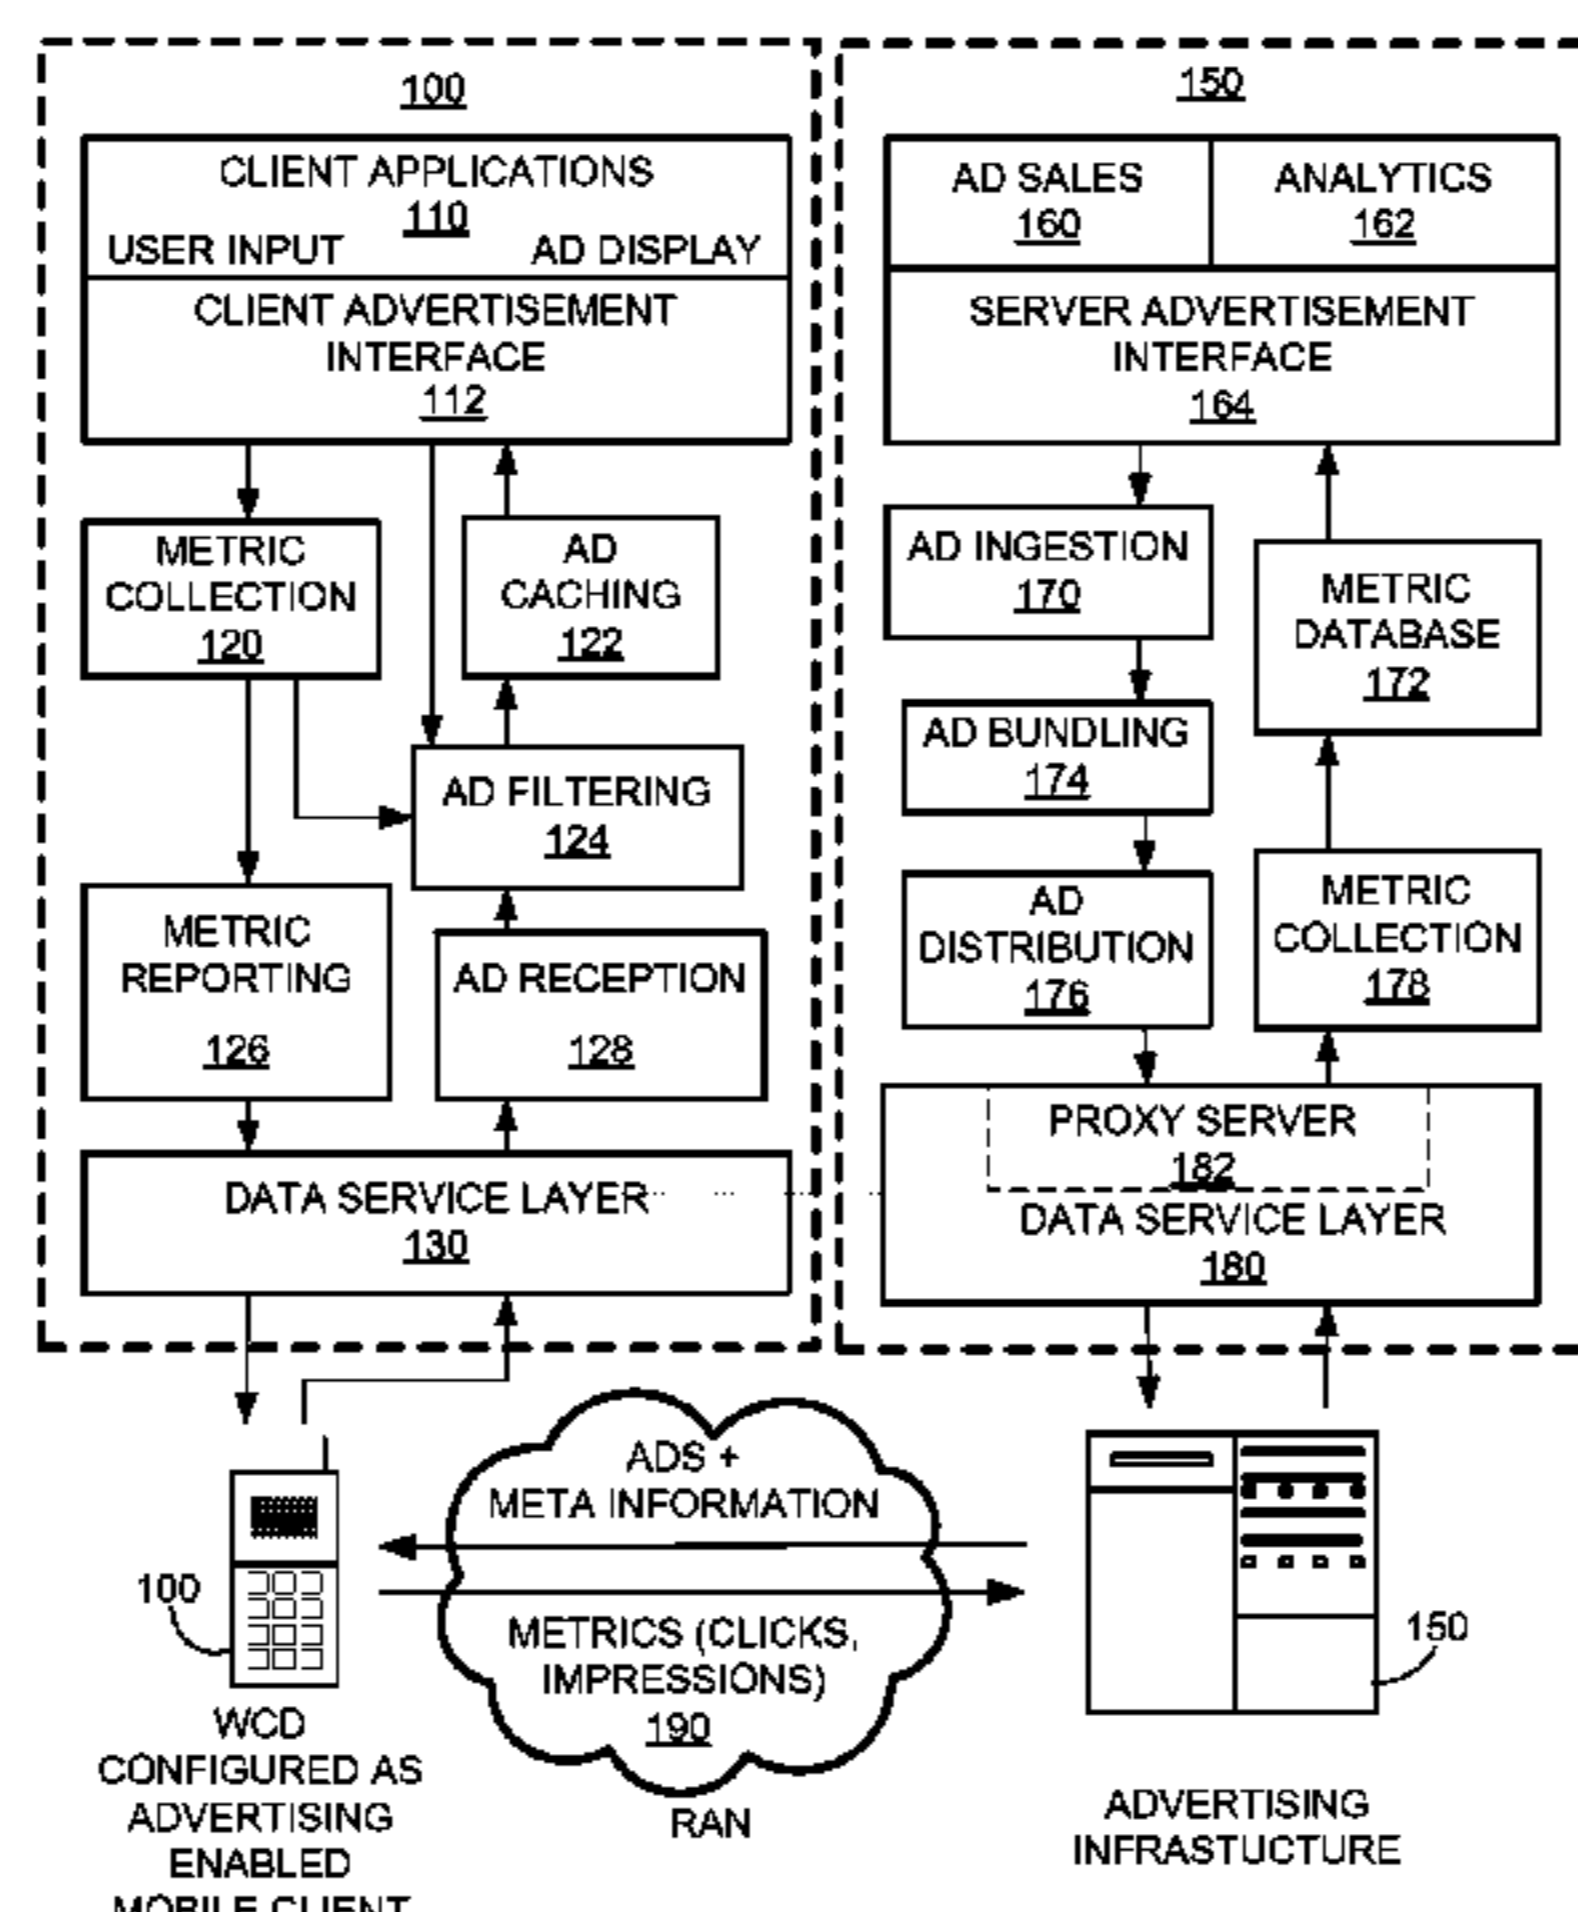 100
CLIENT APPLICATIONS
110
USER INPUT AD DISPLAY
CLIENT ADVERTISEMENT
INTERFACE
112
METRIC
COLLECTION
120
AD
CACHING
122
AD FILTERING
124
METRIC
REPORTING
126
AD RECEPTION
128
DATA SERVICE LAYER
130
150
AD SALES
160
ANALYTICS
162
SERVER ADVERTISEMENT
INTERFACE
164
AD INGESTION
170
METRIC
DATABASE
172
AD BUNDLING
174
AD
DISTRIBUTION
176
METRIC
COLLECTION
178
PROXY SERVER
182
DATA SERVICE LAYER
180
100
WCD
CONFIGURED AS
ADVERTISING
ENABLED
MOBILE CLIENT
ADS +
META INFORMATION
METRICS (CLICKS,
IMPRESSIONS)
190
RAN
150
ADVERTISING
INFRASTUCTURE